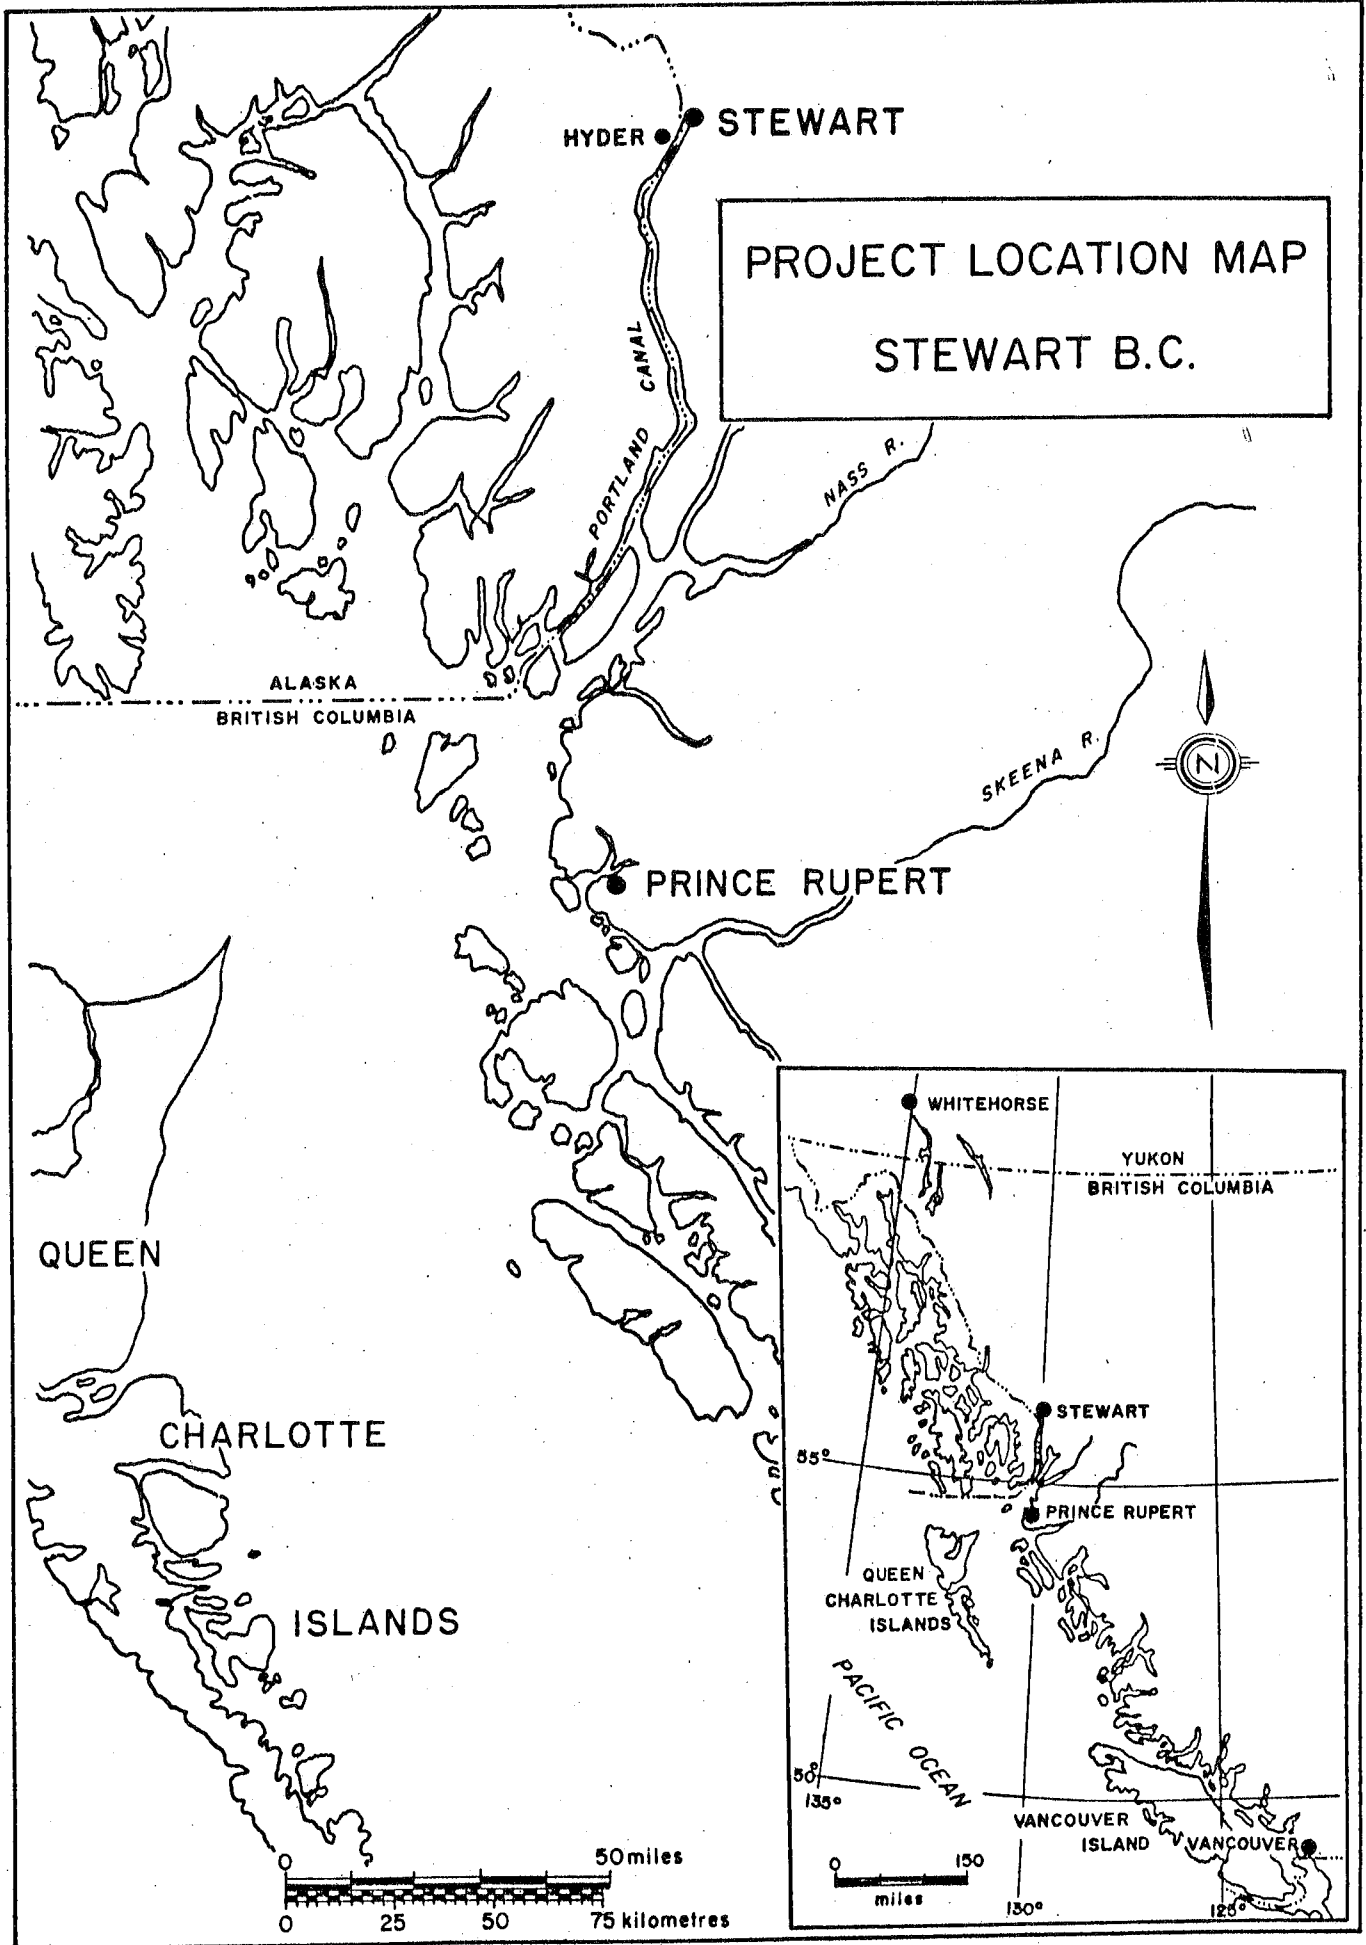 STEWART
HYDER
PROJECT LOCATION MAP
STEWART B.C.
PORTLAND CANAL
NASS R.
ALASKA
BRITISH COLUMBIA
SKEENA R.
N
PRINCE RUPERT
QUEEN
CHARLOTTE
ISLANDS
0 50 miles
0 25 50 75 kilometres
WHITEHORSE
YUKON
BRITISH COLUMBIA
STEWART
55°
PRINCE RUPERT
QUEEN
CHARLOTTE
ISLANDS
PACIFIC OCEAN
50°
135°
VANCOUVER
ISLAND
VANCOUVER
0 150
miles
130°
125°